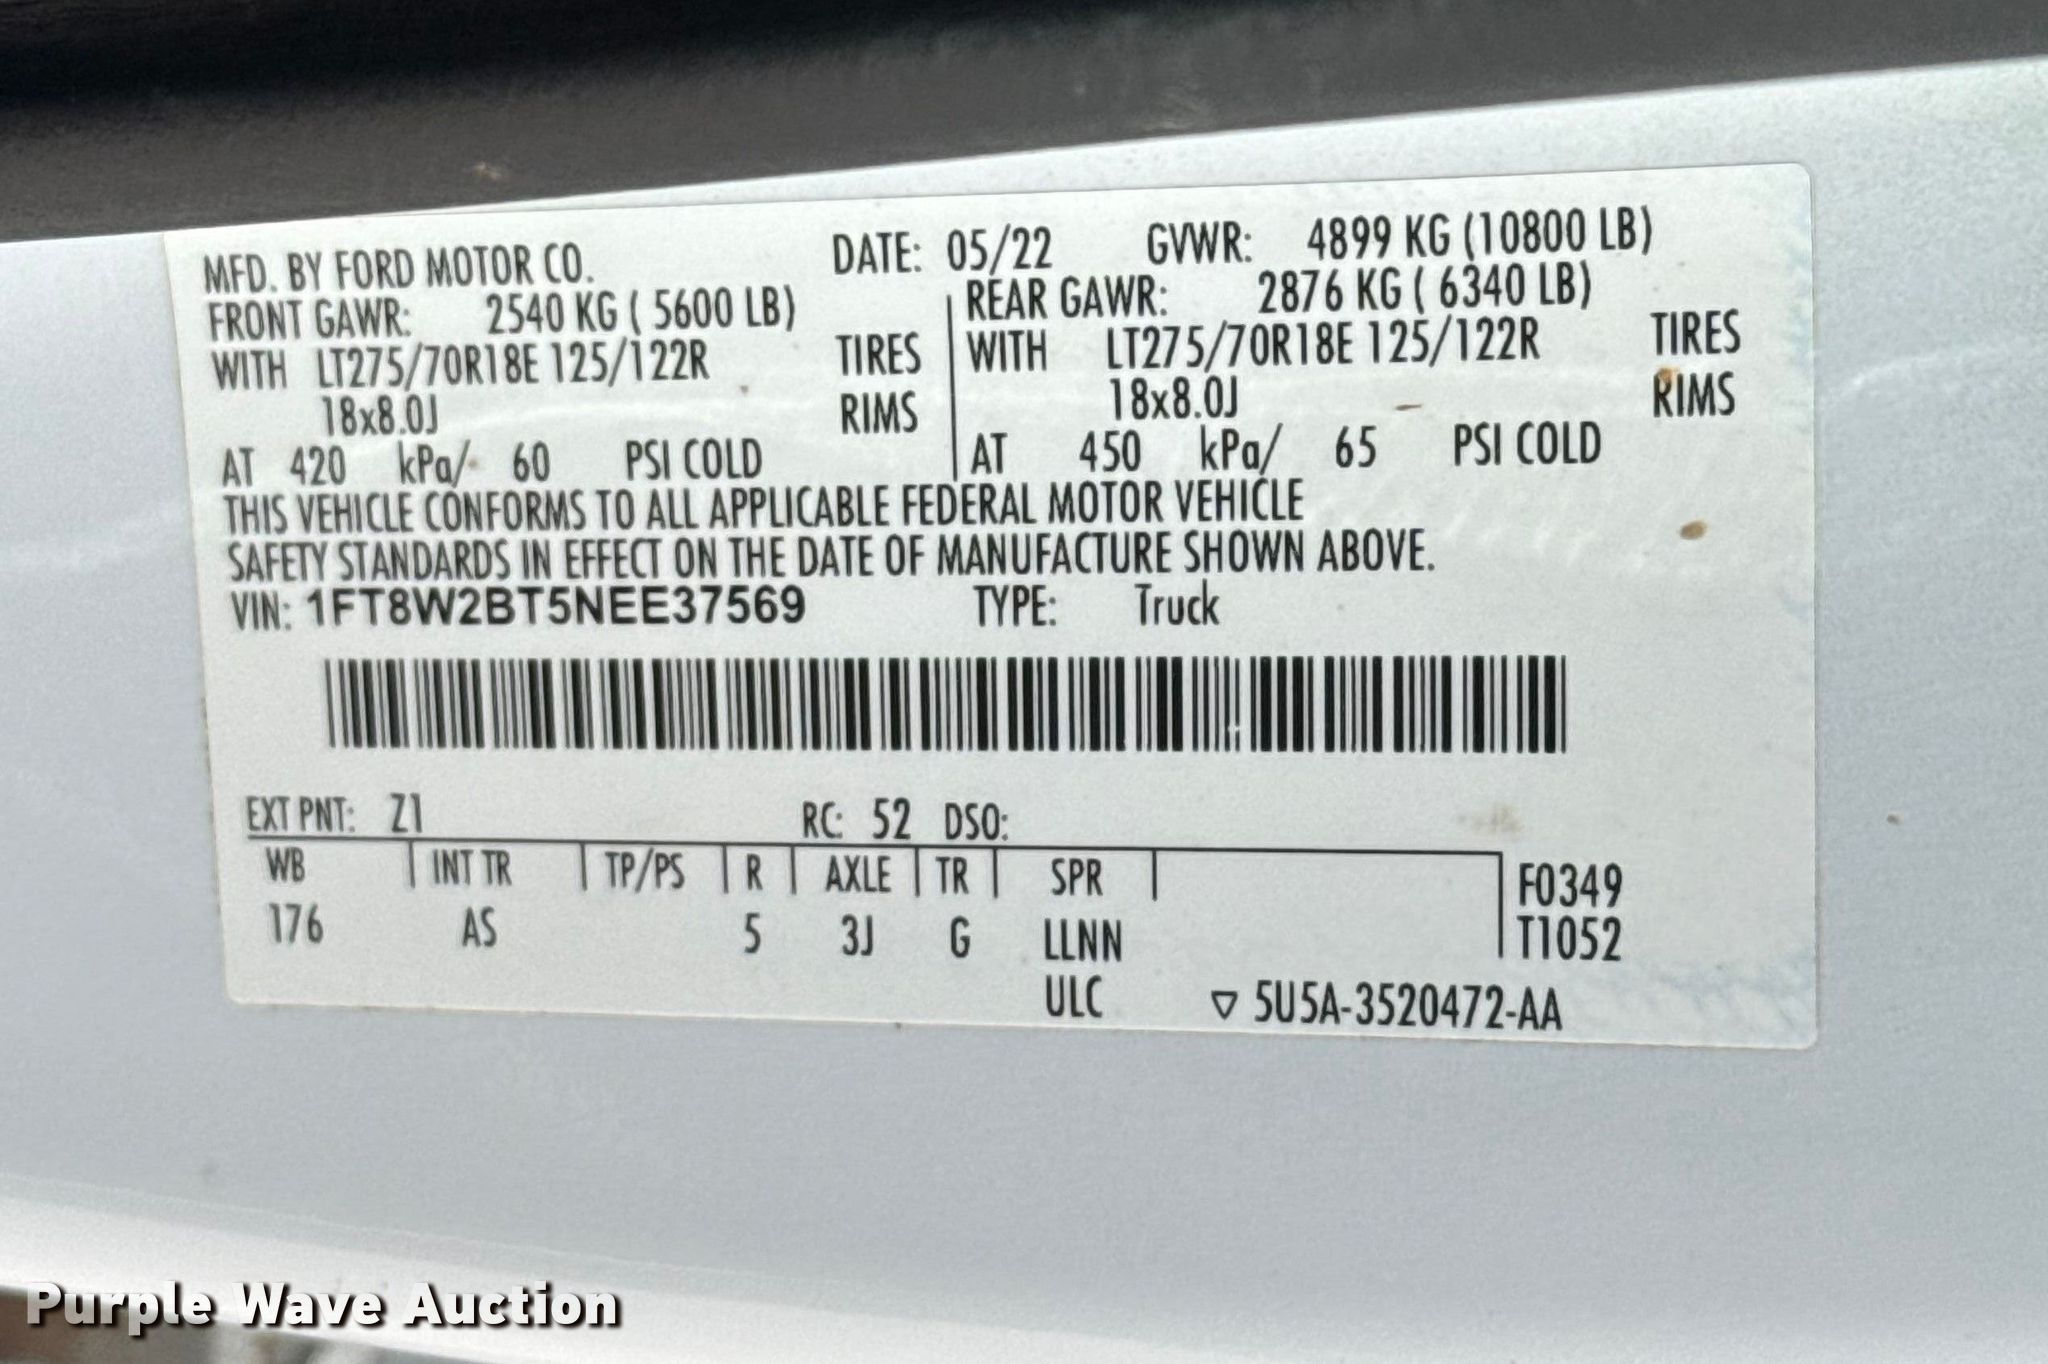 MFD. BY FORD MOTOR CO. DATE: 05/22 GVWR: 4899 KG (10800 LB)
FRONT GAWR: 2540 KG ( 5600 LB) REAR GAWR: 2876 KG ( 6340 LB)
WITH LT275/70R18E 125/122R TIRES WITH LT275/70R18E 125/122R TIRES
18x8.0J RIMS 18x8.0J RIMS
AT 420 kPa/ 60 PSI COLD AT 450 kPa/ 65 PSI COLD
THIS VEHICLE CONFORMS TO ALL APPLICABLE FEDERAL MOTOR VEHICLE
SAFETY STANDARDS IN EFFECT ON THE DATE OF MANUFACTURE SHOWN ABOVE.
VIN: 1FT8W2BT5NEE37569 TYPE: Truck
EXT PNT: Z1 RC: 52 DSO:
WB INT TR TP/PS R AXLE TR SPR F0349
176 AS 5 3J G LLNN T1052
ULC ▽ 5U5A-3520472-AA
Purple Wave Auction